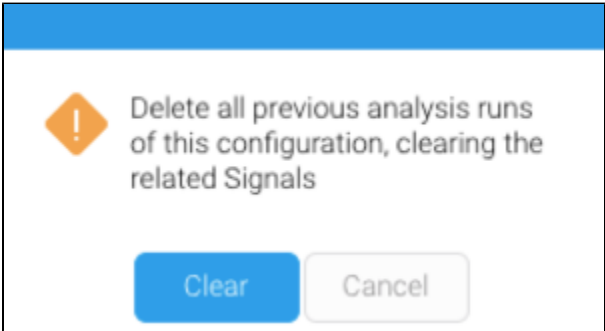 Delete all previous analysis runs
of this configuration, clearing the
related Signals
Clear
Cancel